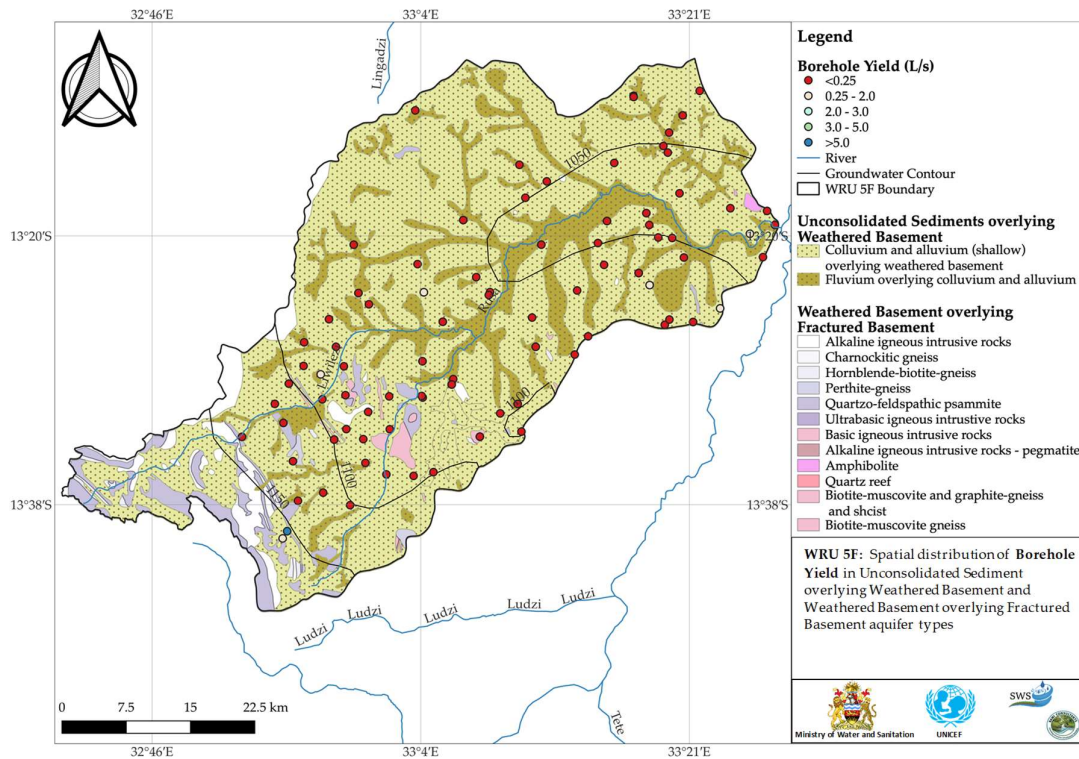 32°46′E
33°4′E
33°21′E
Lingadzi
1050
13°20′S
13°20′S
Rusa
Liwilezi
1100
1100
1150
13°38′S
13°38′S
Ludzi
Ludzi
Ludzi
Ludzi
Ludzi
Tete
0 7.5 15 22.5 km
32°46′E
33°4′E
33°21′E
Legend
Borehole Yield (L/s)
<0.25
0.25 - 2.0
2.0 - 3.0
3.0 - 5.0
>5.0
River
Groundwater Contour
WRU 5F Boundary
Unconsolidated Sediments overlying
Weathered Basement
Colluvium and alluvium (shallow)
overlying weathered basement
Fluvium overlying colluvium and alluvium
Weathered Basement overlying
Fractured Basement
Alkaline igneous intrusive rocks
Charnockitic gneiss
Hornblende-biotite-gneiss
Perthite-gneiss
Quartzo-feldspathic psammite
Ultrabasic igneous intrustive rocks
Basic igneous intrusive rocks
Alkaline igneous intrusive rocks - pegmatite
Amphibolite
Quartz reef
Biotite-muscovite and graphite-gneiss
and shcist
Biotite-muscovite gneiss
WRU 5F: Spatial distribution of Borehole
Yield in Unconsolidated Sediment
overlying Weathered Basement and
Weathered Basement overlying Fractured
Basement aquifer types
SWS
Ministry of Water and Sanitation
UNICEF